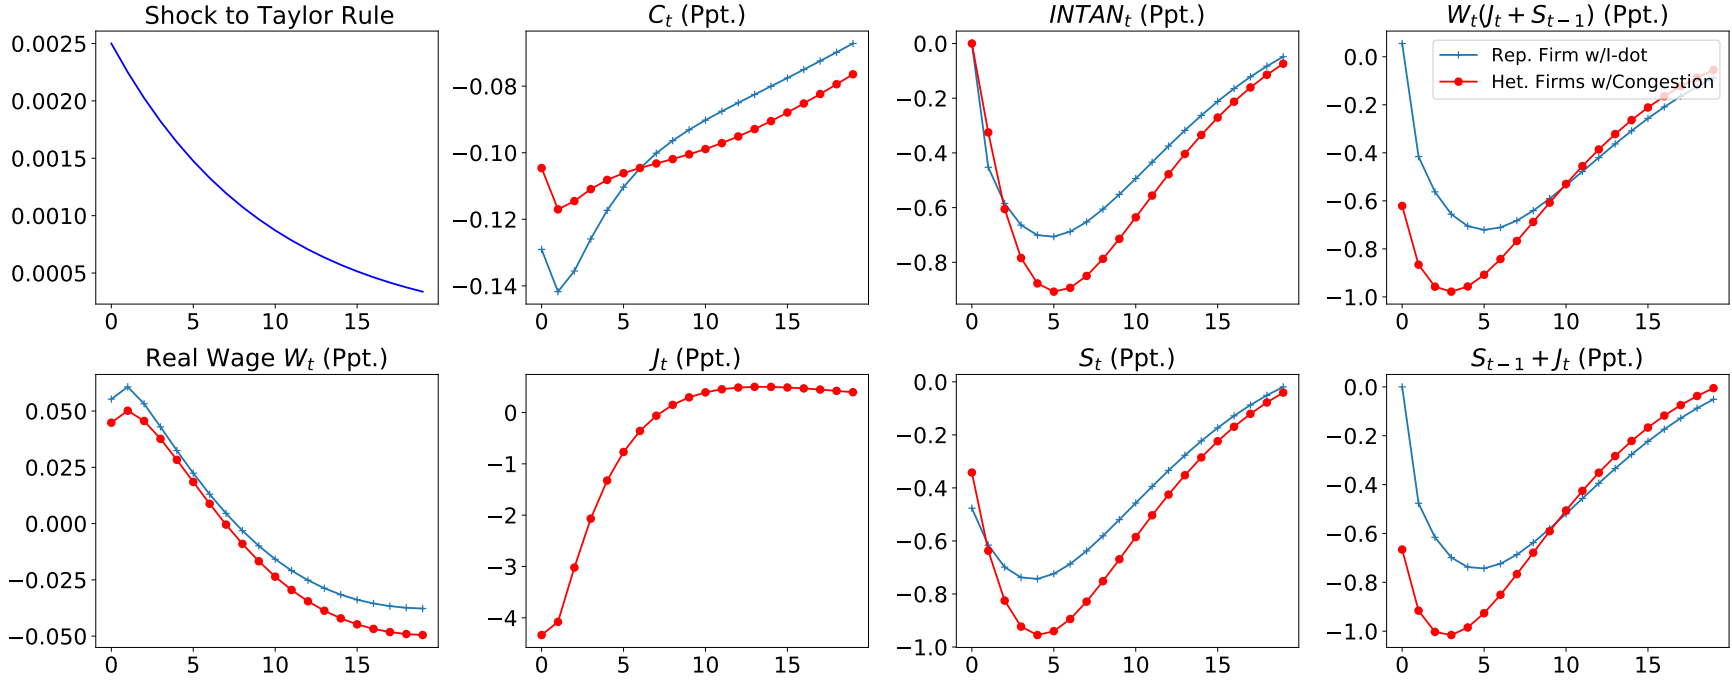 Shock to Taylor Rule
0.0025
0.0020
0.0015
0.0010
0.0005
0 5 10 15
C_t (Ppt.)
−0.08
−0.10
−0.12
−0.14
0 5 10 15
INTAN_t (Ppt.)
0.0
−0.2
−0.4
−0.6
−0.8
0 5 10 15
W_t(J_t + S_{t−1}) (Ppt.)
Rep. Firm w/I-dot
Het. Firms w/Congestion
0.0
−0.2
−0.4
−0.6
−0.8
−1.0
0 5 10 15
Real Wage W_t (Ppt.)
0.050
0.025
0.000
−0.025
−0.050
0 5 10 15
J_t (Ppt.)
0
−1
−2
−3
−4
0 5 10 15
S_t (Ppt.)
0.0
−0.2
−0.4
−0.6
−0.8
−1.0
0 5 10 15
S_{t−1} + J_t (Ppt.)
0.0
−0.2
−0.4
−0.6
−0.8
−1.0
0 5 10 15